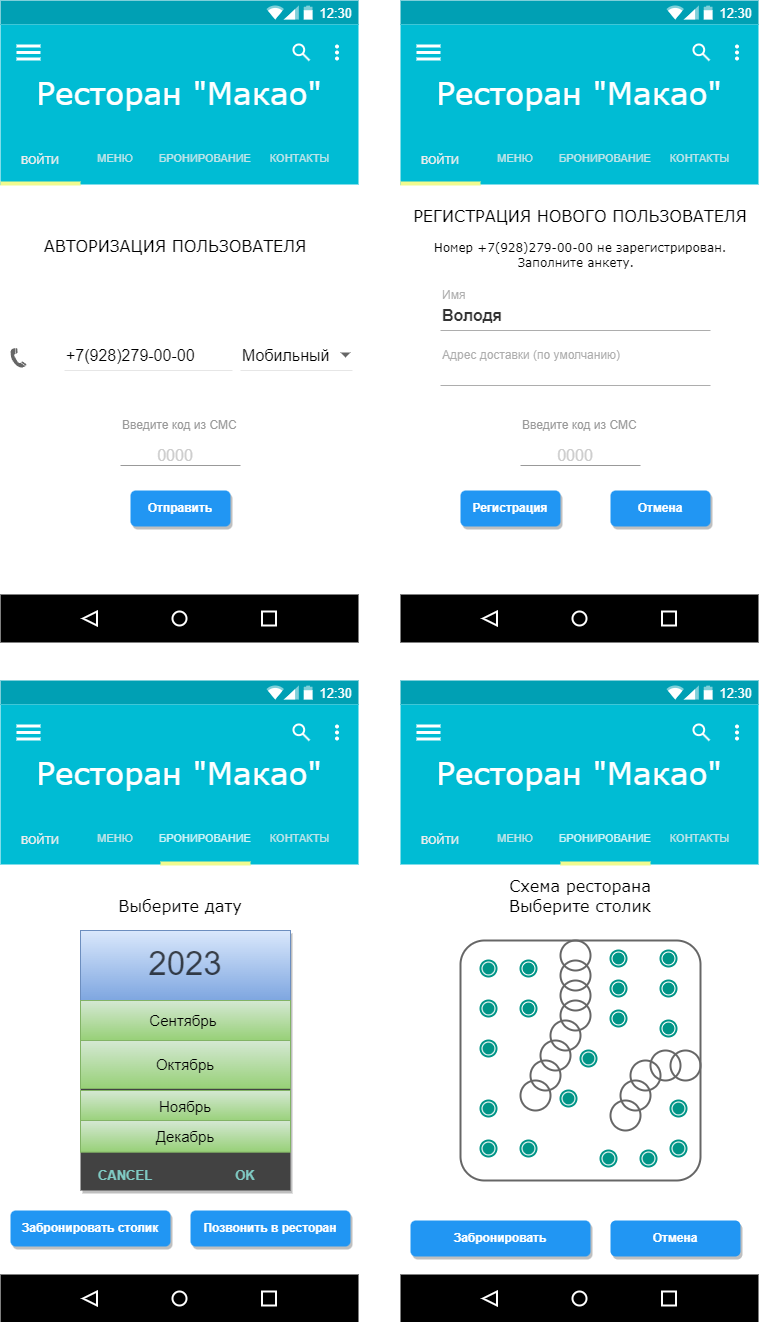 12:30
Ресторан "Макао"
ВОЙТИ МЕНЮ БРОНИРОВАНИЕ КОНТАКТЫ
АВТОРИЗАЦИЯ ПОЛЬЗОВАТЕЛЯ
+7(928)279-00-00 Мобильный
Введите код из СМС
0000
Отправить
12:30
Ресторан "Макао"
ВОЙТИ МЕНЮ БРОНИРОВАНИЕ КОНТАКТЫ
РЕГИСТРАЦИЯ НОВОГО ПОЛЬЗОВАТЕЛЯ
Номер +7(928)279-00-00 не зарегистрирован.
Заполните анкету.
Имя
Володя
Адрес доставки (по умолчанию)
Введите код из СМС
0000
Регистрация Отмена
12:30
Ресторан "Макао"
ВОЙТИ МЕНЮ БРОНИРОВАНИЕ КОНТАКТЫ
Выберите дату
2023
Сентябрь
Октябрь
Ноябрь
Декабрь
CANCEL OK
Забронировать столик Позвонить в ресторан
12:30
Ресторан "Макао"
ВОЙТИ МЕНЮ БРОНИРОВАНИЕ КОНТАКТЫ
Схема ресторана
Выберите столик
Забронировать Отмена